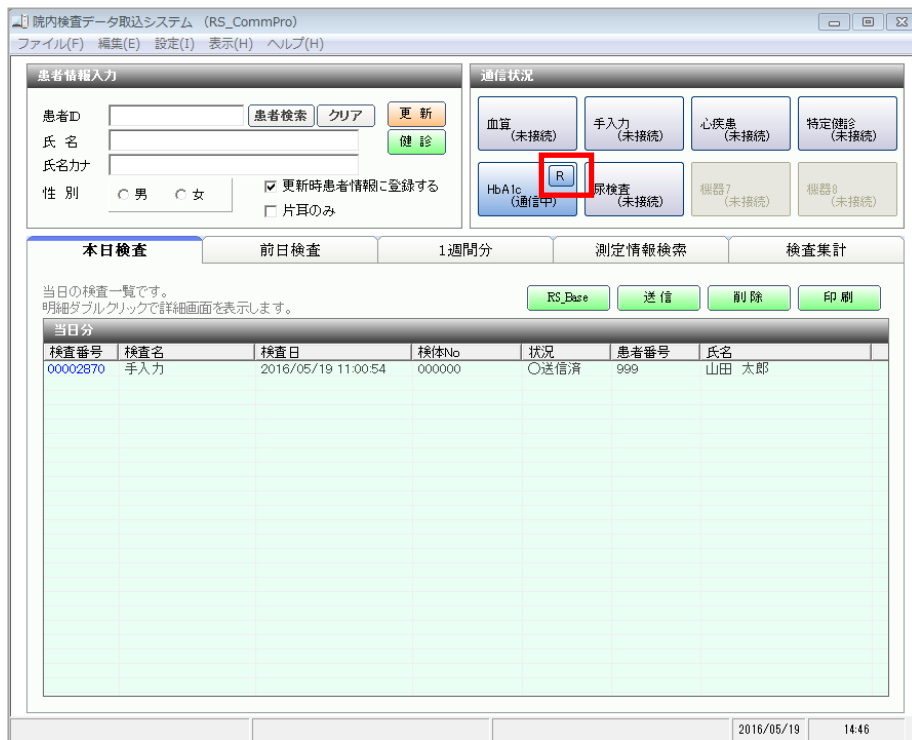 院内検査データ取込システム (RS_CommPro)
ファイル(F) 編集(E) 設定(I) 表示(H) ヘルプ(H)
患者情報入力
患者ID 患者検索 クリア 更 新
氏 名 健 診
氏名カナ
性 別 男 女 更新時患者情報に登録する
片耳のみ
通信状況
血算 (未接続) 手入力 (未接続) 心疾患 (未接続) 特定健診 (未接続)
HbA1c (通信中) R 尿検査 (未接続) 機器7 (未接続) 機器8 (未接続)
本日検査 前日検査 1週間分 測定情報検索 検査集計
当日の検査一覧です。
明細ダブルクリックで詳細画面を表示します。
RS_Base 送 信 削 除 印 刷
当日分
検査番号 検査名 検査日 検体No 状況 患者番号 氏名
00002870 手入力 2016/05/19 11:00:54 000000 ○送信済 999 山田 太郎
2016/05/19 14:46